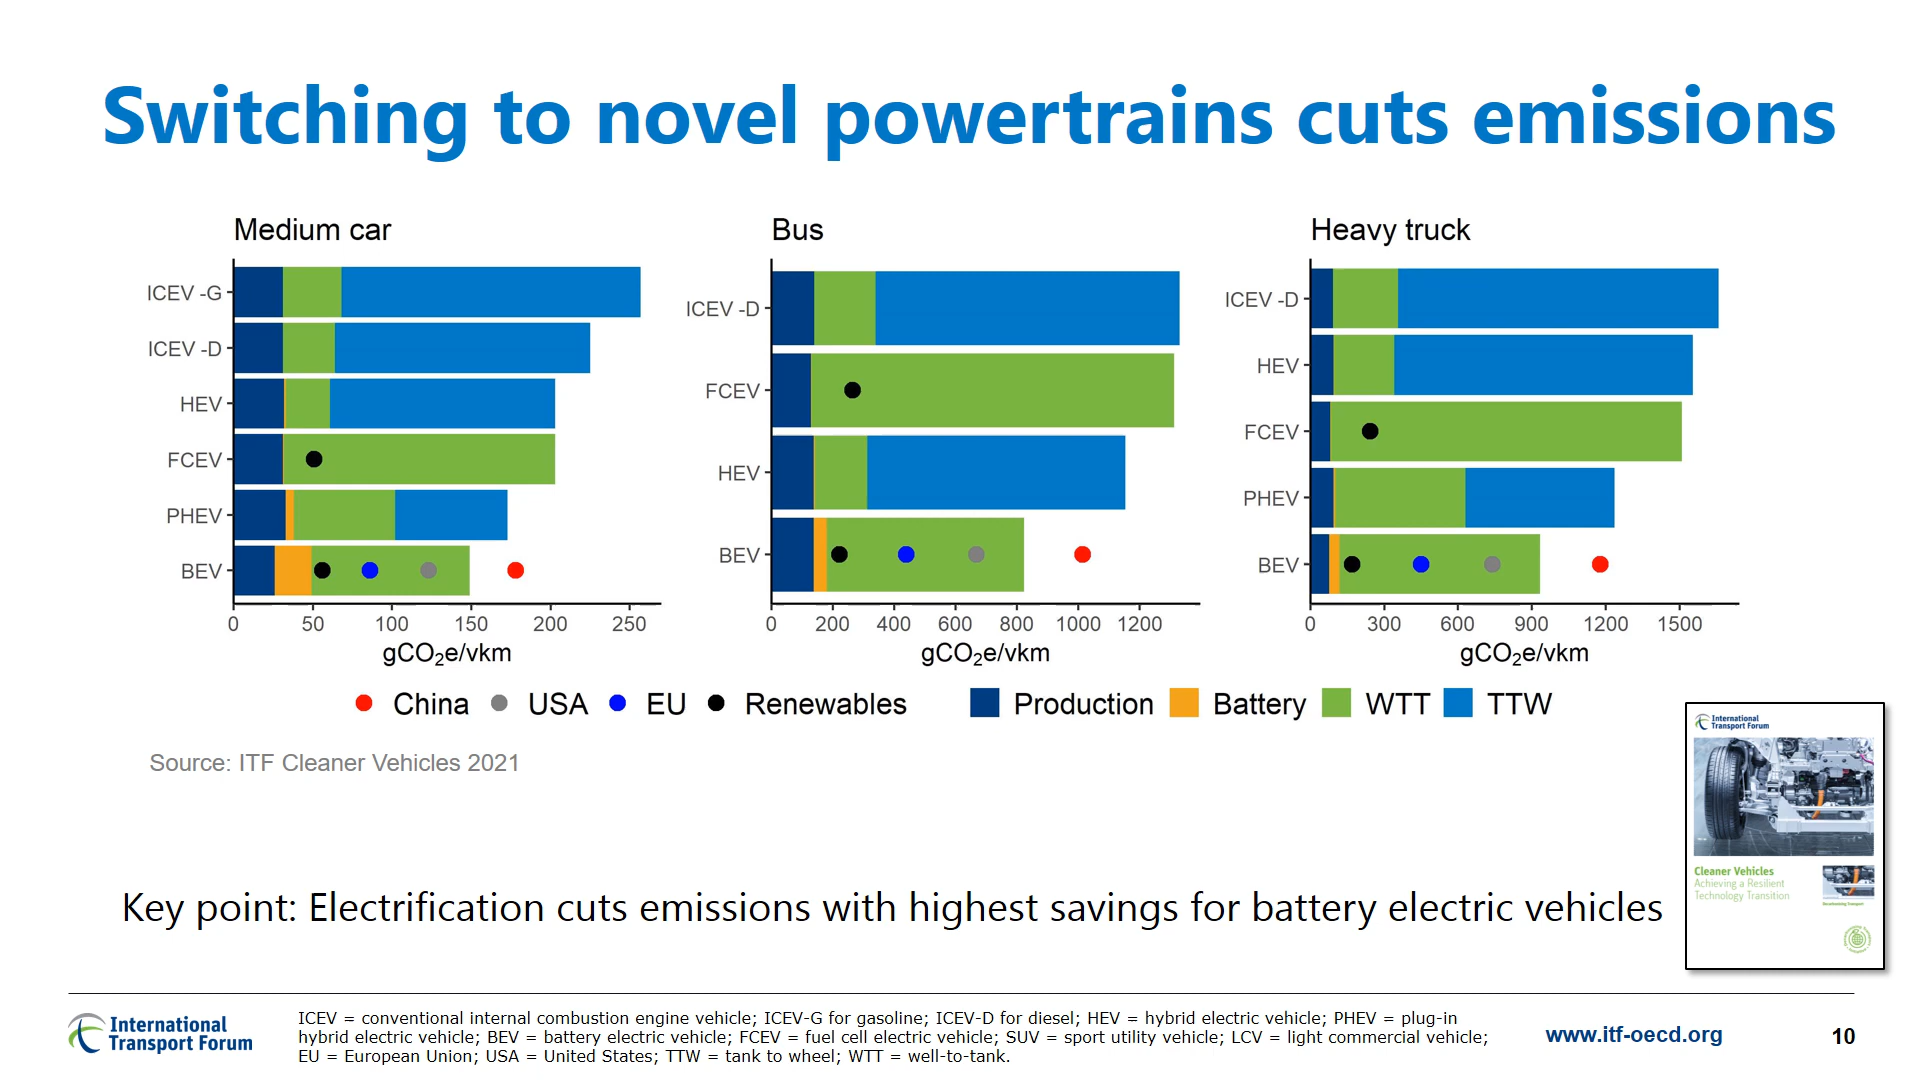 Switching to novel powertrains cuts emissions
Medium car
ICEV -G
ICEV -D
HEV
FCEV
PHEV
BEV
0 50 100 150 200 250
gCO₂e/vkm
Bus
ICEV -D
FCEV
HEV
BEV
0 200 400 600 800 1000 1200
gCO₂e/vkm
Heavy truck
ICEV -D
HEV
FCEV
PHEV
BEV
0 300 600 900 1200 1500
gCO₂e/vkm
China USA EU Renewables Production Battery WTT TTW
Source: ITF Cleaner Vehicles 2021
International
Transport Forum
Cleaner Vehicles
Achieving a Resilient
Technology Transition
Decarbonising Transport
Key point: Electrification cuts emissions with highest savings for battery electric vehicles
International
Transport Forum
ICEV = conventional internal combustion engine vehicle; ICEV-G for gasoline; ICEV-D for diesel; HEV = hybrid electric vehicle; PHEV = plug-in
hybrid electric vehicle; BEV = battery electric vehicle; FCEV = fuel cell electric vehicle; SUV = sport utility vehicle; LCV = light commercial vehicle;
EU = European Union; USA = United States; TTW = tank to wheel; WTT = well-to-tank.
www.itf-oecd.org
10